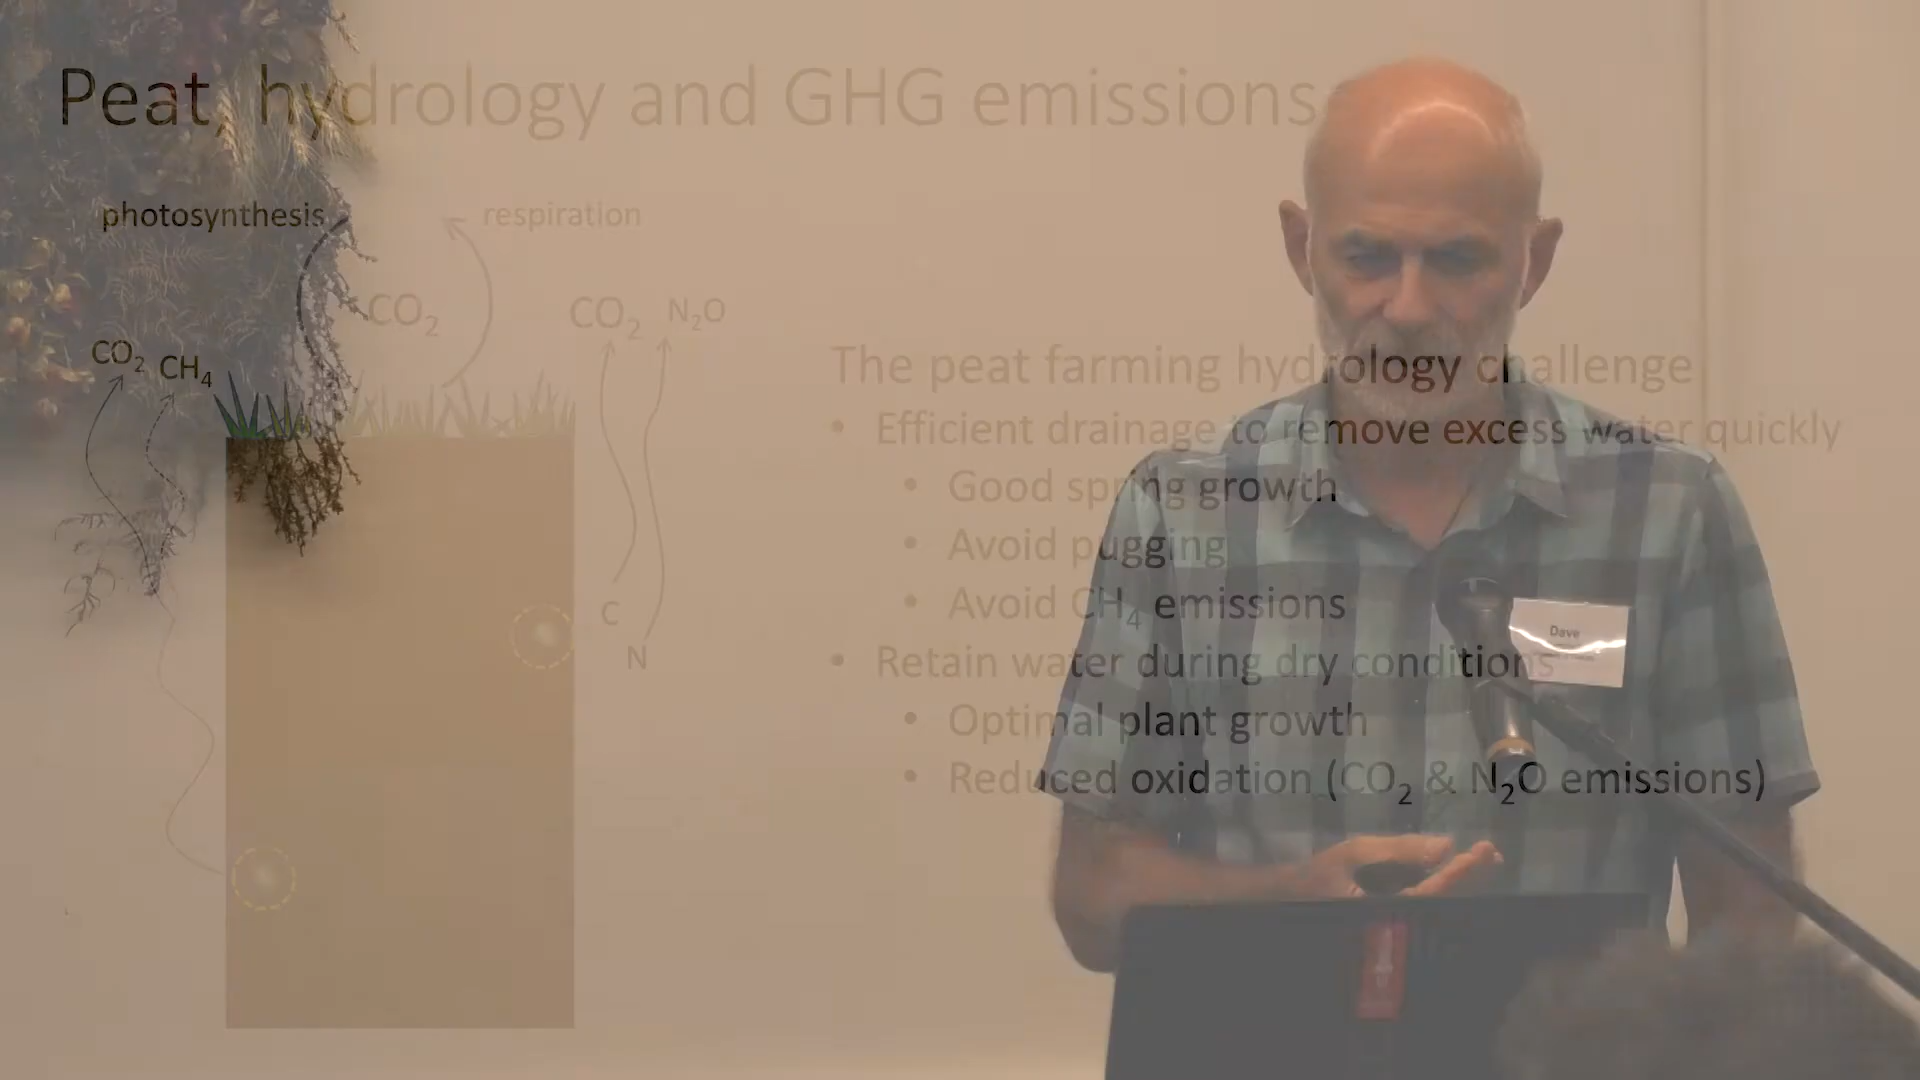 Peat, hydrology and GHG emissions
photosynthesis
respiration
CO₂
CO₂ N₂O
CO₂ CH₄
The peat farming hydrology challenge
• Efficient drainage to remove excess water quickly
• Good spring growth
• Avoid pugging
• Avoid CH₄ emissions
C
N
• Retain water during dry conditions
• Optimal plant growth
• Reduced oxidation (CO₂ & N₂O emissions)
Dave